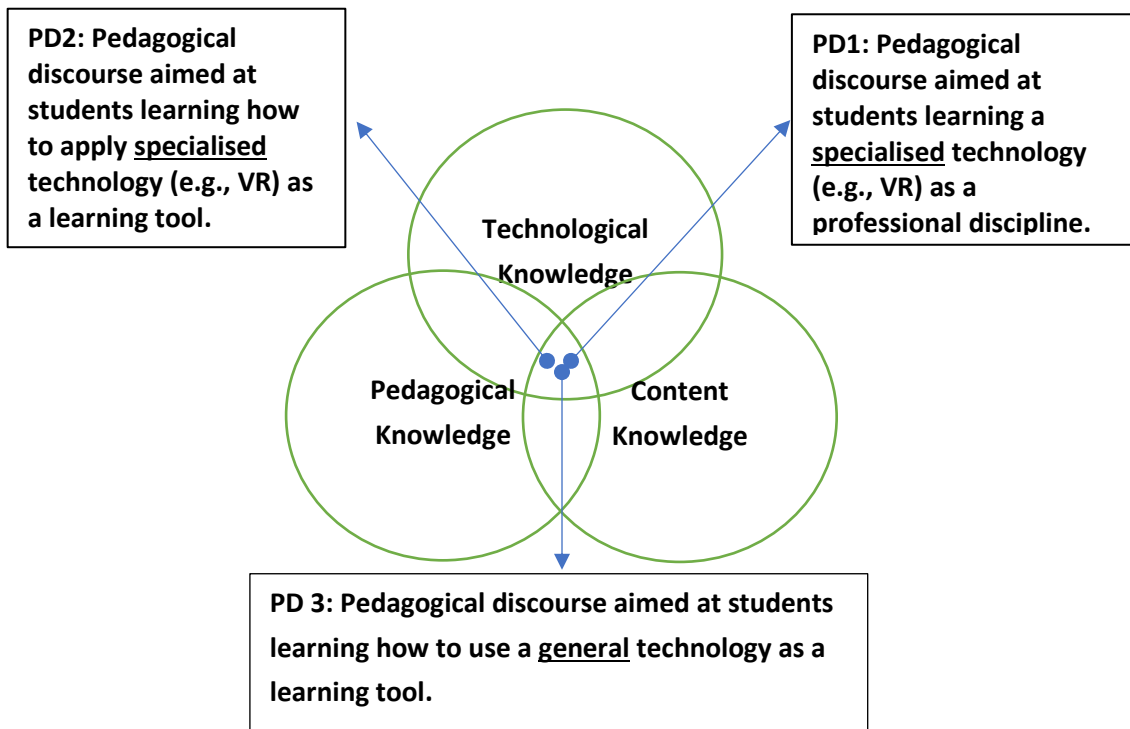 PD2: Pedagogical
discourse aimed at
students learning how
to apply specialised
technology (e.g., VR) as
a learning tool.
PD1: Pedagogical
discourse aimed at
students learning a
specialised technology
(e.g., VR) as a
professional discipline.
Technological
Knowledge
Pedagogical
Knowledge
Content
Knowledge
PD 3: Pedagogical discourse aimed at students
learning how to use a general technology as a
learning tool.